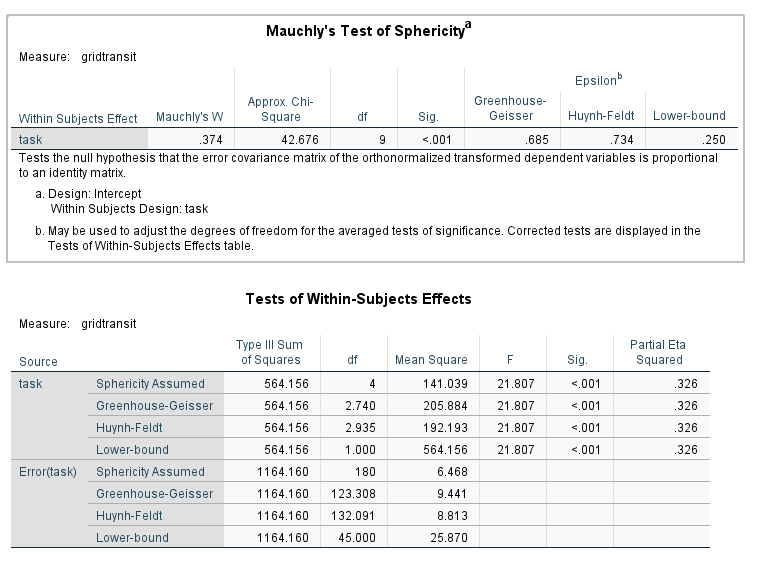 Mauchly's Test of Sphericityᵃ
Measure: gridtransit
Epsilonᵇ
Within Subjects Effect Mauchly's W Approx. Chi-Square df Sig. Greenhouse-Geisser Huynh-Feldt Lower-bound
task .374 42.676 9 <.001 .685 .734 .250
Tests the null hypothesis that the error covariance matrix of the orthonormalized transformed dependent variables is proportional
to an identity matrix.
a. Design: Intercept
Within Subjects Design: task
b. May be used to adjust the degrees of freedom for the averaged tests of significance. Corrected tests are displayed in the
Tests of Within-Subjects Effects table.
Tests of Within-Subjects Effects
Measure: gridtransit
Source Type III Sum of Squares df Mean Square F Sig. Partial Eta Squared
task Sphericity Assumed 564.156 4 141.039 21.807 <.001 .326
Greenhouse-Geisser 564.156 2.740 205.884 21.807 <.001 .326
Huynh-Feldt 564.156 2.935 192.193 21.807 <.001 .326
Lower-bound 564.156 1.000 564.156 21.807 <.001 .326
Error(task) Sphericity Assumed 1164.160 180 6.468
Greenhouse-Geisser 1164.160 123.308 9.441
Huynh-Feldt 1164.160 132.091 8.813
Lower-bound 1164.160 45.000 25.870